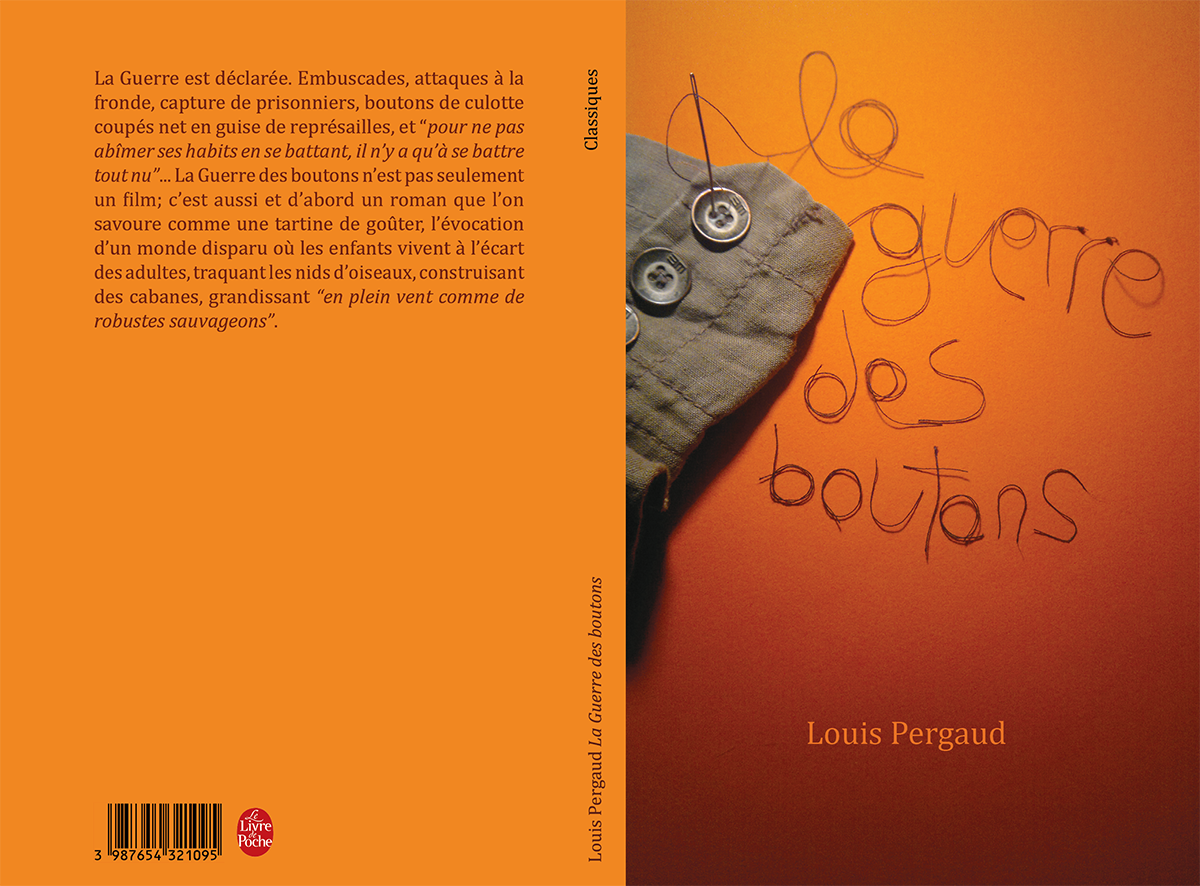 La Guerre est déclarée. Embuscades, attaques à la
fronde, capture de prisonniers, boutons de culotte
coupés net en guise de représailles, et “pour ne pas
abîmer ses habits en se battant, il n’y a qu’à se battre
tout nu”... La Guerre des boutons n’est pas seulement
un film; c’est aussi et d’abord un roman que l’on
savoure comme une tartine de goûter, l’évocation
d’un monde disparu où les enfants vivent à l’écart
des adultes, traquant les nids d’oiseaux, construisant
des cabanes, grandissant “en plein vent comme de
robustes sauvageons”.
3 987654 321095
Le
Livre
de
Poche
Classiques
Louis Pergaud La Guerre des boutons
la
guerre
des
boutons
Louis Pergaud